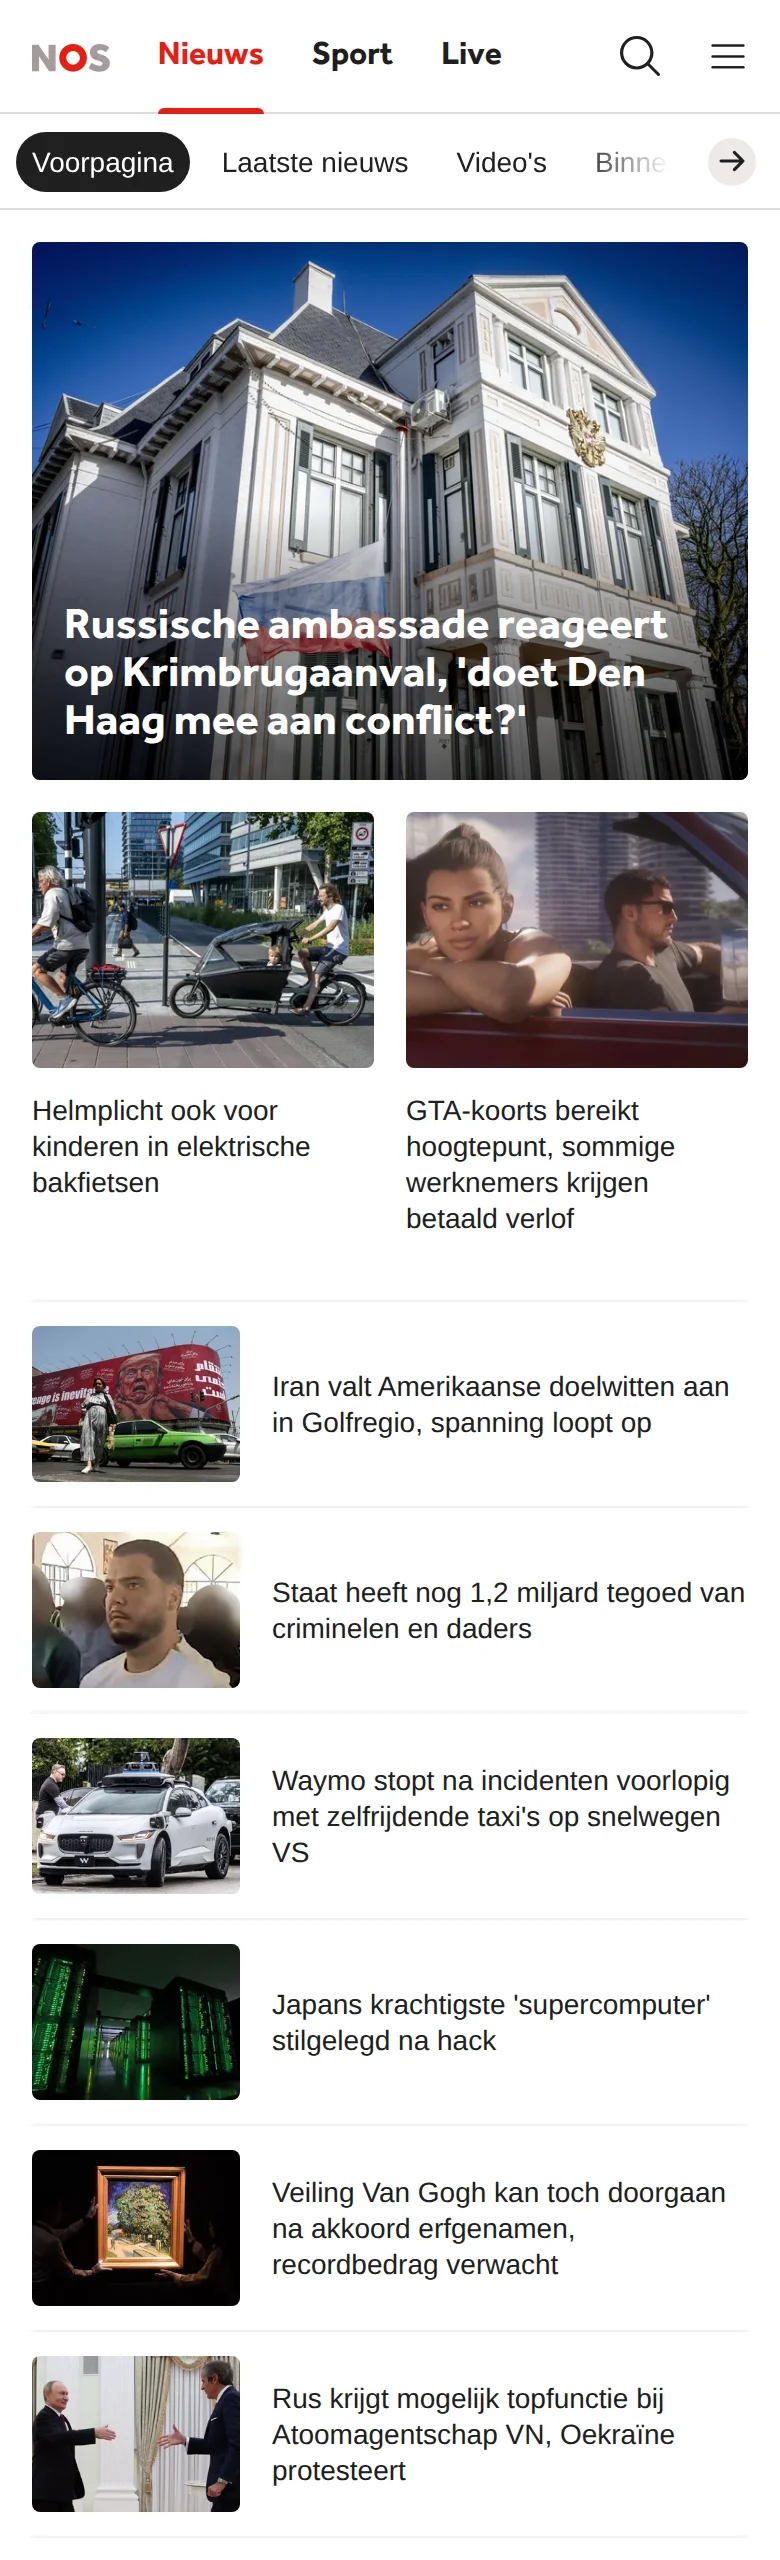 NOS
Nieuws
Sport
Live
Voorpagina
Laatste nieuws
Video's
Binne
Russische ambassade reageert
op Krimbrugaanval, 'doet Den
Haag mee aan conflict?'
Helmplicht ook voor
kinderen in elektrische
bakfietsen
GTA-koorts bereikt
hoogtepunt, sommige
werknemers krijgen
betaald verlof
Iran valt Amerikaanse doelwitten aan
in Golfregio, spanning loopt op
Staat heeft nog 1,2 miljard tegoed van
criminelen en daders
Waymo stopt na incidenten voorlopig
met zelfrijdende taxi's op snelwegen
VS
Japans krachtigste 'supercomputer'
stilgelegd na hack
Veiling Van Gogh kan toch doorgaan
na akkoord erfgenamen,
recordbedrag verwacht
Rus krijgt mogelijk topfunctie bij
Atoomagentschap VN, Oekraïne
protesteert